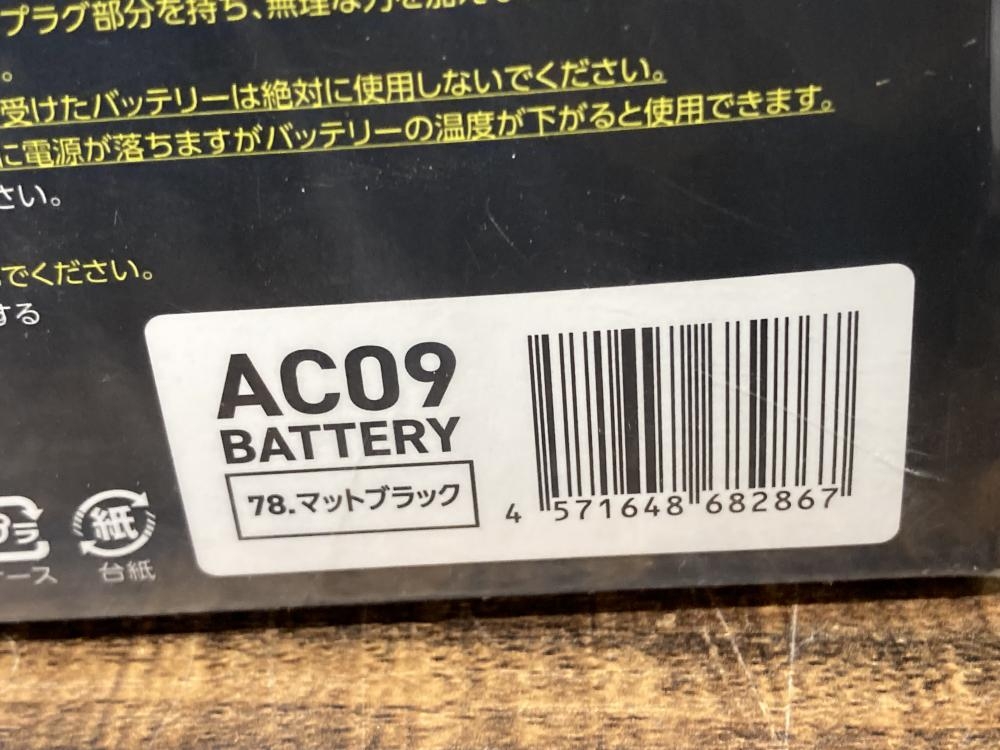 プラグ部分を持ち、無理な力を加え
。
受けたバッテリーは絶対に使用しないでください。
に電源が落ちますがバッテリーの温度が下がると使用できます。
さい。
でください。
する
AC09
BATTERY
78.マットブラック
4 571648 682867
プラ
ケース
紙
台紙